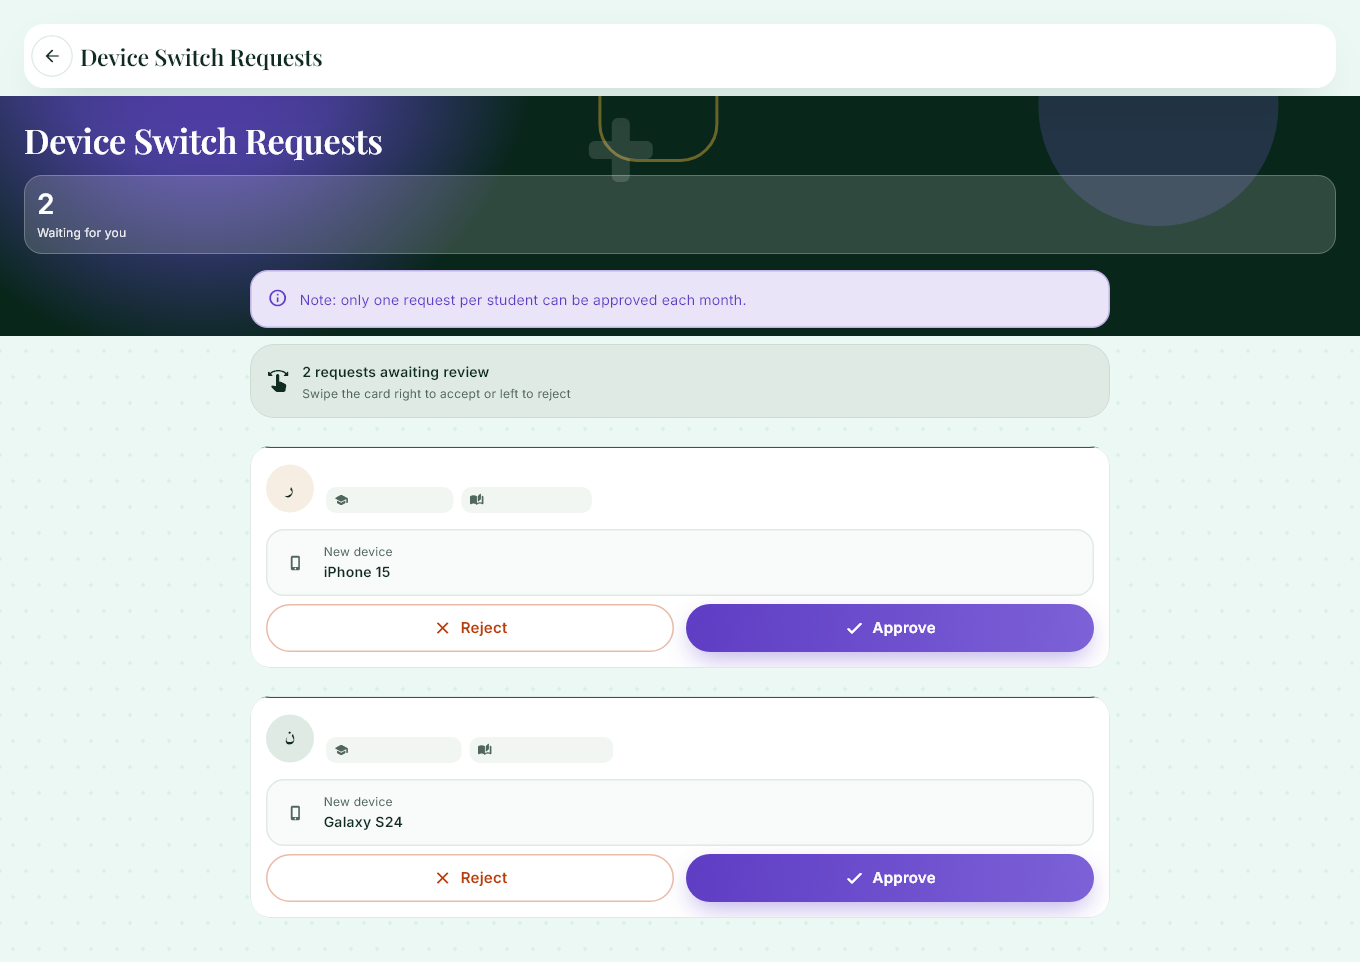 Device Switch Requests
Device Switch Requests
2
Waiting for you
Note: only one request per student can be approved each month.
2 requests awaiting review
Swipe the card right to accept or left to reject
ر
New device
iPhone 15
Reject
Approve
ن
New device
Galaxy S24
Reject
Approve